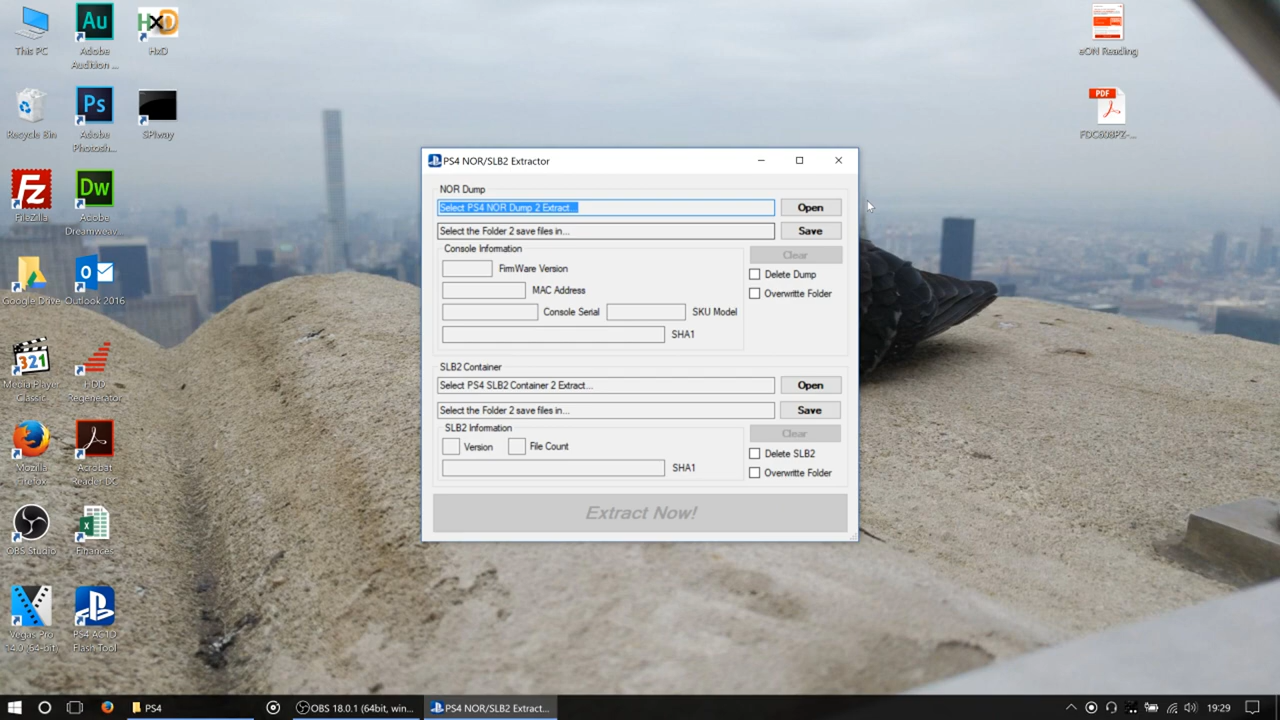 This PC
Adobe
Audition ...
HxD
Recycle Bin
Adobe
Photosh...
SPIway
FileZilla
Adobe
Dreamweav...
Google Drive
Outlook 2016
Media Player
Classic
HDD
Regenerator
Mozilla
Firefox
Acrobat
Reader DC
OBS Studio
Finances
Vegas Pro
14.0 (64-bit)
PS4 AC1D
Flash Tool
eON Reading
PDF
PS4 NOR/SLB2 Extractor
NOR Dump
Select PS4 NOR Dump 2 Extract...
Open
Select the Folder 2 save files in...
Save
Console Information
Clear
FirmWare Version
Delete Dump
MAC Address
Overwritte Folder
Console Serial
SKU Model
SHA1
SLB2 Container
Select PS4 SLB2 Container 2 Extract...
Open
Select the Folder 2 save files in...
Save
SLB2 Information
Clear
Version
File Count
Delete SLB2
SHA1
Overwritte Folder
Extract Now!
PS4
OBS 18.0.1 (64bit, win...
PS4 NOR/SLB2 Extract...
19:29